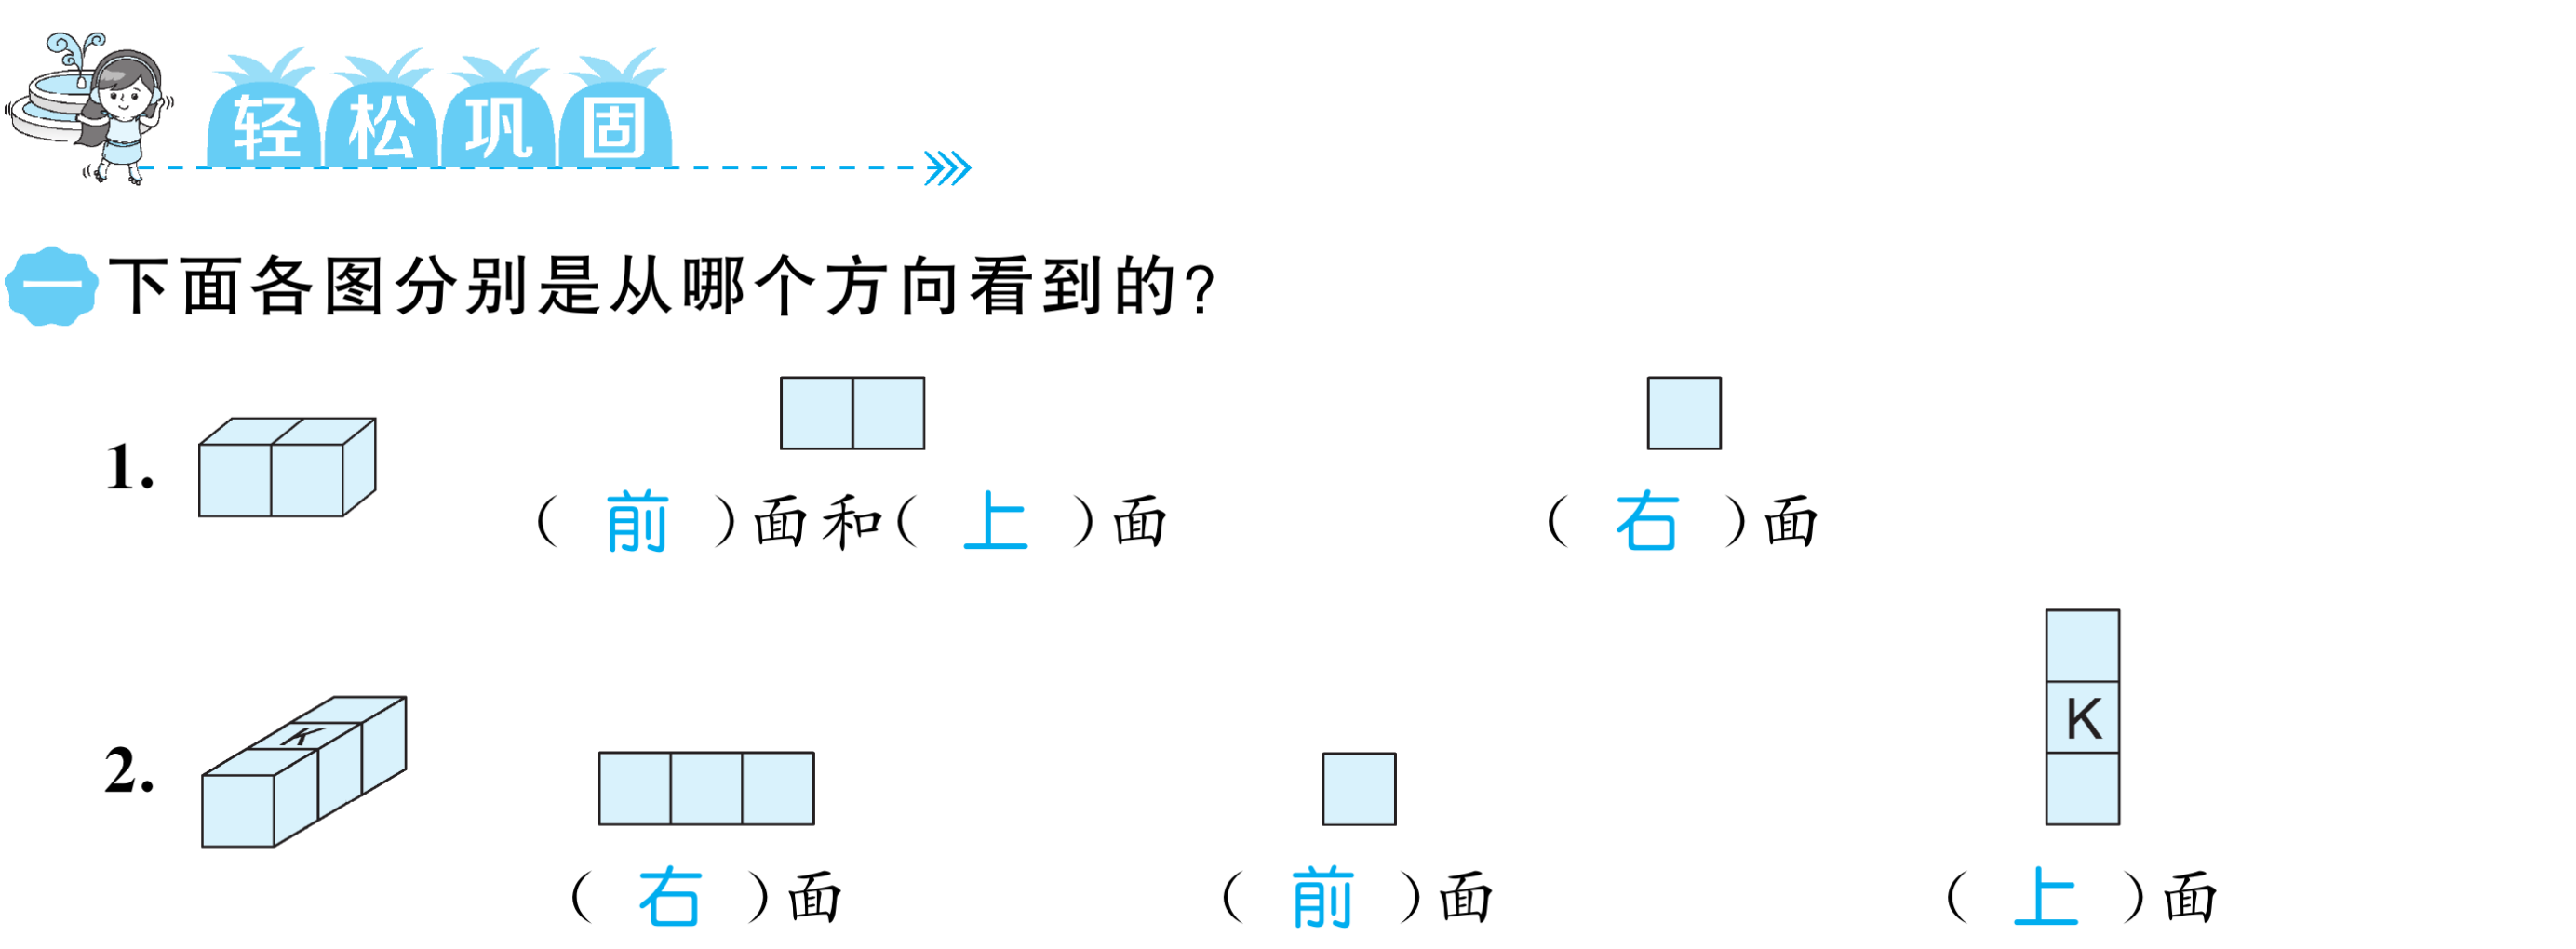 轻松巩固
一 下面各图分别是从哪个方向看到的?
1. ( 前 )面和( 上 )面 ( 右 )面
K
K
2. ( 右 )面 ( 前 )面 ( 上 )面